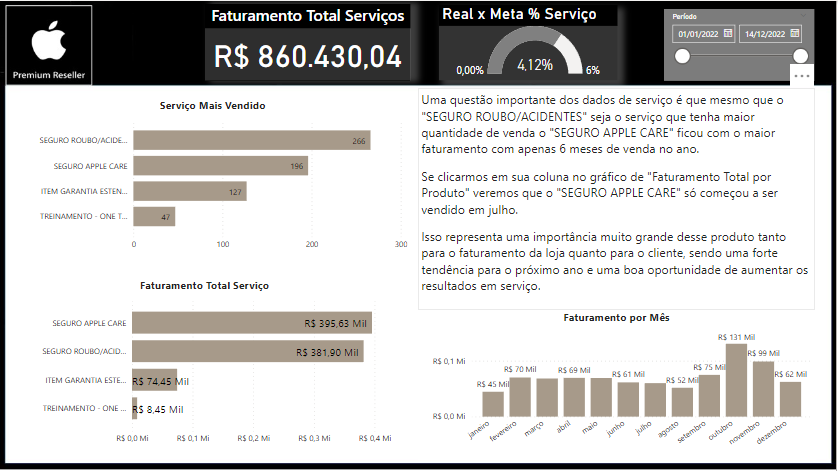 Premium Reseller
Faturamento Total Serviços
R$ 860.430,04
Real x Meta % Serviço
4,12%
0,00%
6%
Período
01/01/2022
14/12/2022
...
Serviço Mais Vendido
SEGURO ROUBO/ACIDE...
266
SEGURO APPLE CARE
196
ITEM GARANTIA ESTEN...
127
TREINAMENTO - ONE T...
47
0
100
200
300
Uma questão importante dos dados de serviço é que mesmo que o
"SEGURO ROUBO/ACIDENTES" seja o serviço que tenha maior
quantidade de venda o "SEGURO APPLE CARE" ficou com o maior
faturamento com apenas 6 meses de venda no ano.
Se clicarmos em sua coluna no gráfico de "Faturamento Total por
Produto" veremos que o "SEGURO APPLE CARE" só começou a ser
vendido em julho.
Isso representa uma importância muito grande desse produto tanto
para o faturamento da loja quanto para o cliente, sendo uma forte
tendência para o próximo ano e uma boa oportunidade de aumentar os
resultados em serviço.
Faturamento Total Serviço
SEGURO APPLE CARE
R$ 395,63 Mil
SEGURO ROUBO/ACID...
R$ 381,90 Mil
ITEM GARANTIA ESTE...
R$ 74,45 Mil
TREINAMENTO - ONE ...
R$ 8,45 Mil
R$ 0,0 Mi
R$ 0,1 Mi
R$ 0,2 Mi
R$ 0,3 Mi
R$ 0,4 Mi
Faturamento por Mês
R$ 0,1 Mi
R$ 0,0 Mi
R$ 45 Mil
R$ 70 Mil
R$ 69 Mil
R$ 61 Mil
R$ 52 Mil
R$ 75 Mil
R$ 131 Mil
R$ 99 Mil
R$ 62 Mil
janeiro
fevereiro
março
abril
maio
junho
julho
agosto
setembro
outubro
novembro
dezembro